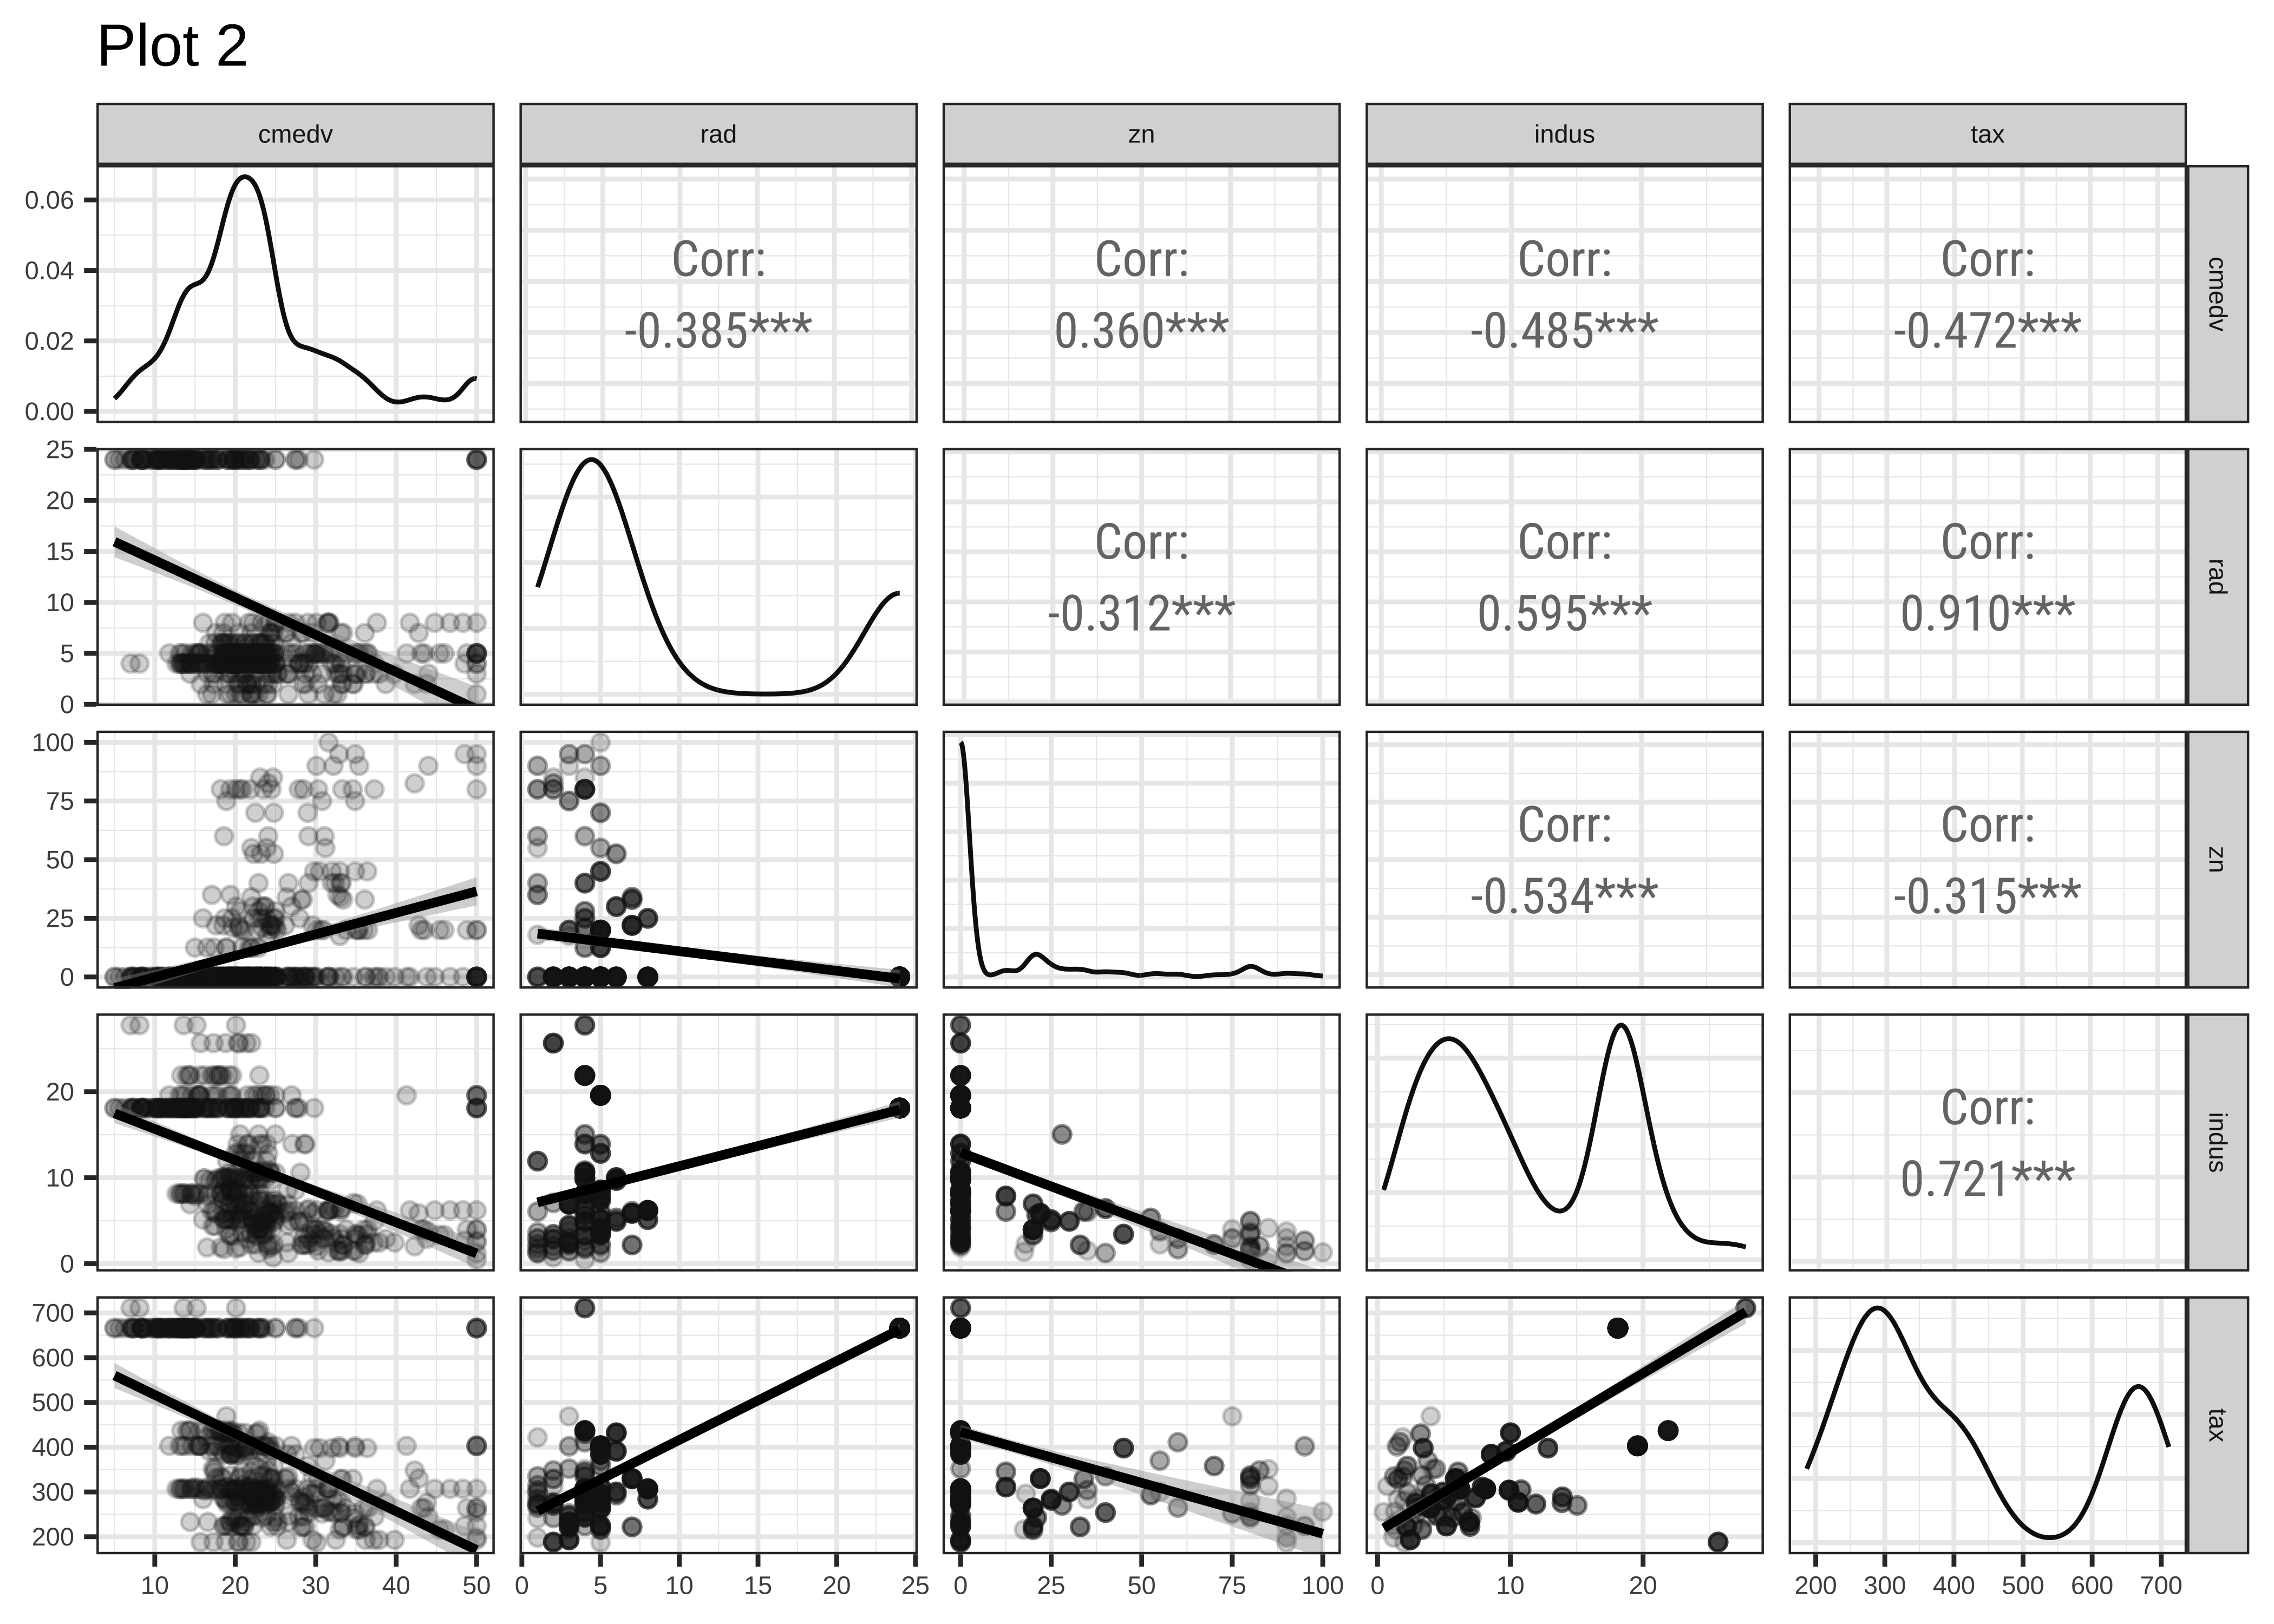 Plot 2
cmedv rad zn indus tax
0.06
0.04
0.02
0.00
Corr:
-0.385***
Corr:
0.360***
Corr:
-0.485***
Corr:
-0.472***
cmedv
25
20
15
10
5
0
Corr:
-0.312***
Corr:
0.595***
Corr:
0.910***
rad
100
75
50
25
0
Corr:
-0.534***
Corr:
-0.315***
zn
20
10
0
Corr:
0.721***
indus
700
600
500
400
300
200
tax
10 20 30 40 50 0 5 10 15 20 25 0 25 50 75 100 0 10 20 200 300 400 500 600 700